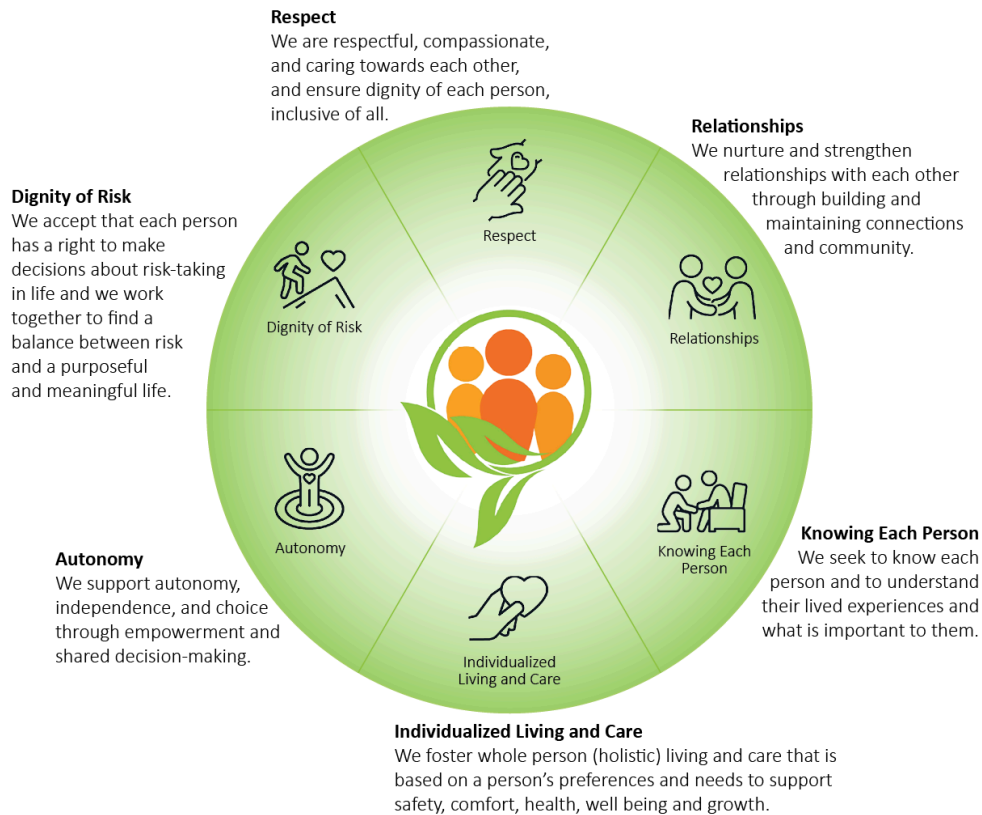 Respect
We are respectful, compassionate,
and caring towards each other,
and ensure dignity of each person,
inclusive of all.
Relationships
We nurture and strengthen
relationships with each other
through building and
maintaining connections
and community.
Dignity of Risk
We accept that each person
has a right to make
decisions about risk-taking
in life and we work
together to find a
balance between risk
and a purposeful
and meaningful life.
Respect
Relationships
Dignity of Risk
Autonomy
Knowing Each
Person
Individualized
Living and Care
Autonomy
We support autonomy,
independence, and choice
through empowerment and
shared decision-making.
Knowing Each Person
We seek to know each
person and to understand
their lived experiences and
what is important to them.
Individualized Living and Care
We foster whole person (holistic) living and care that is
based on a person's preferences and needs to support
safety, comfort, health, well being and growth.